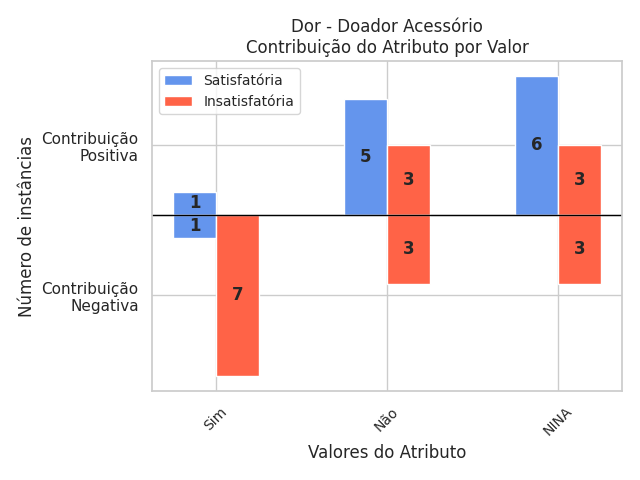 Dor - Doador Acessório
Contribuição do Atributo por Valor
Satisfatória
Insatisfatória
Número de instâncias
Contribuição
Positiva
Contribuição
Negativa
1
1
7
5
3
3
6
3
3
Sim
Não
NINA
Valores do Atributo